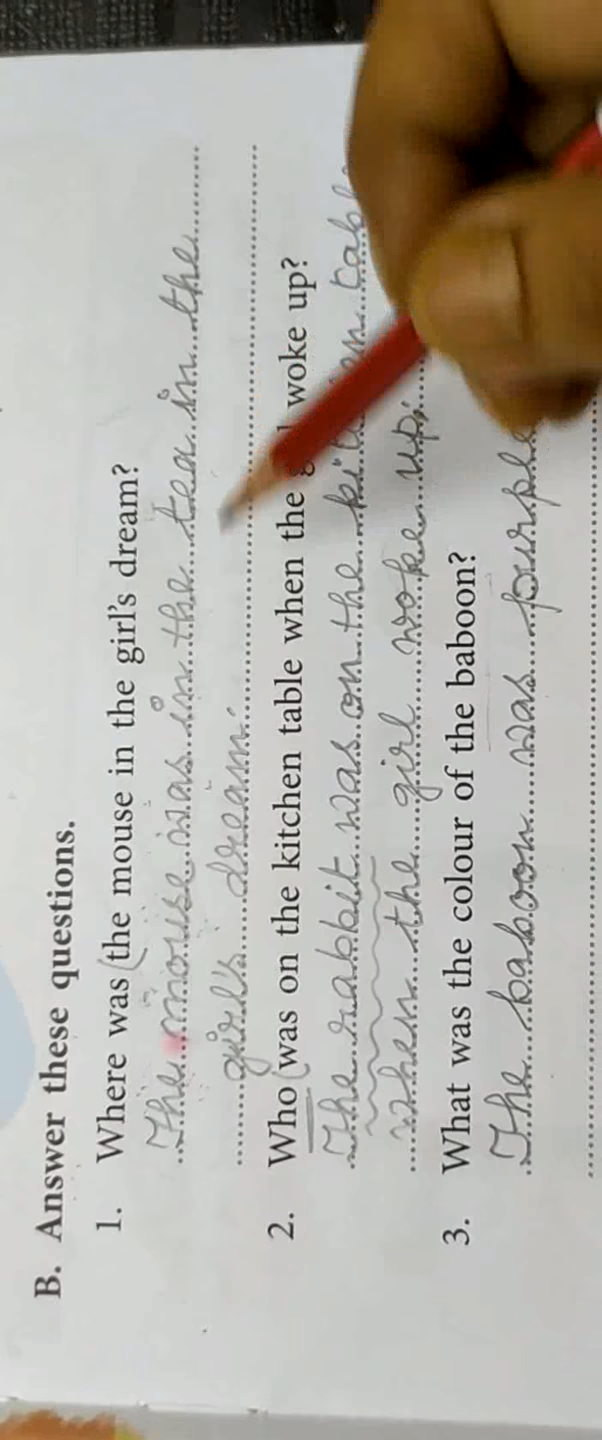 B. Answer these questions.
1. Where was the mouse in the girl's dream?
The mouse was in the tea in the
girl's dream.
2. Who was on the kitchen table when the woke up?
The rabbit was on the
when the girl woke up.
3. What was the colour of the baboon?
The baboon was